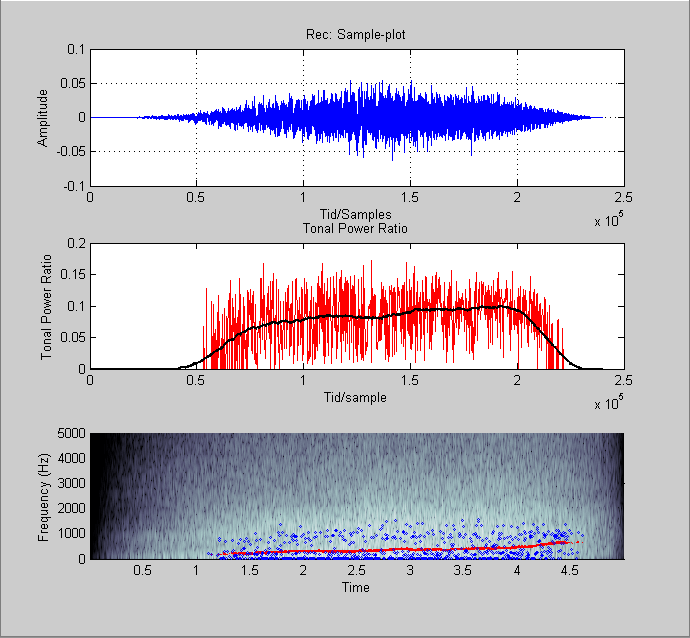 Rec: Sample-plot
0.1
0.05
0
-0.05
-0.1
Amplitude
0 0.5 1 1.5 2 2.5
Tid/Samples
x 10^5
Tonal Power Ratio
0.2
0.15
0.1
0.05
0
Tonal Power Ratio
0 0.5 1 1.5 2 2.5
Tid/sample
x 10^5
5000
4000
3000
2000
1000
0
Frequency (Hz)
0.5 1 1.5 2 2.5 3 3.5 4 4.5
Time